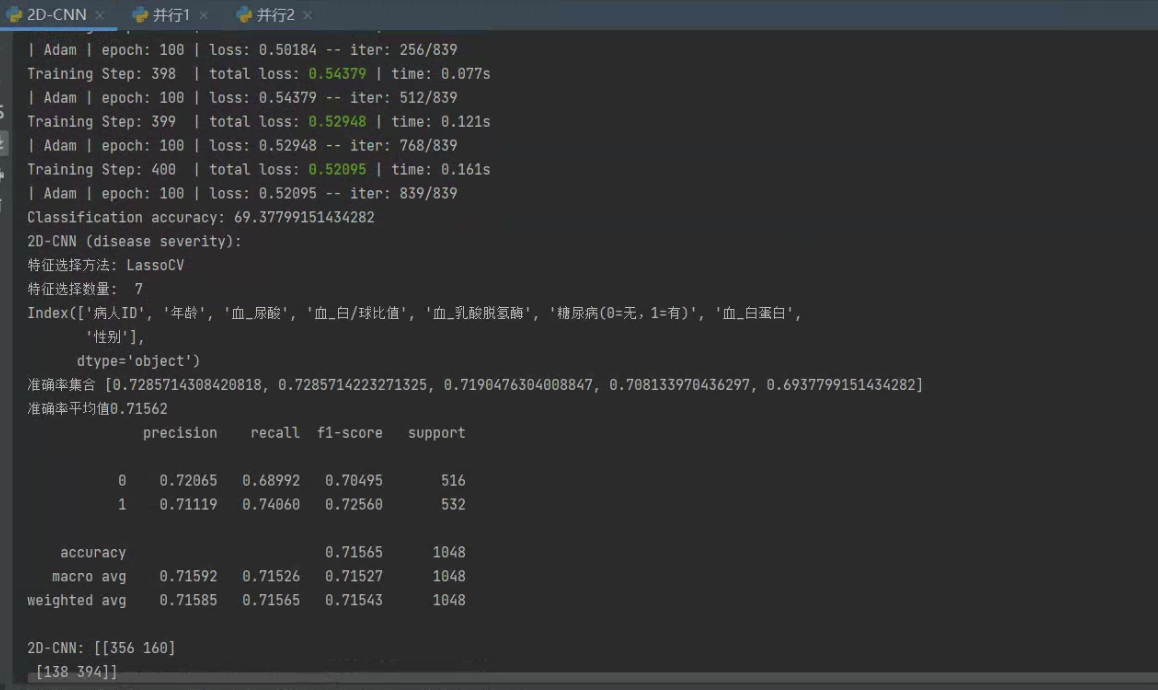 2D-CNN × 并行1 × 并行2 ×
| Adam | epoch: 100 | loss: 0.50184 -- iter: 256/839
Training Step: 398  | total loss: 0.54379 | time: 0.077s
| Adam | epoch: 100 | loss: 0.54379 -- iter: 512/839
Training Step: 399  | total loss: 0.52948 | time: 0.121s
| Adam | epoch: 100 | loss: 0.52948 -- iter: 768/839
Training Step: 400  | total loss: 0.52095 | time: 0.161s
| Adam | epoch: 100 | loss: 0.52095 -- iter: 839/839
Classification accuracy: 69.37799151434282
2D-CNN (disease severity):
特征选择方法: LassoCV
特征选择数量:  7
Index(['病人ID', '年龄', '血_尿酸', '血_白/球比值', '血_乳酸脱氢酶', '糖尿病(0=无，1=有)', '血_白蛋白',
'性别'],
dtype='object')
准确率集合 [0.7285714308420818, 0.7285714223271325, 0.7190476304008847, 0.708133970436297, 0.6937799151434282]
准确率平均值0.71562
precision recall f1-score support
0 0.72065 0.68992 0.70495 516
1 0.71119 0.74060 0.72560 532
accuracy 0.71565 1048
macro avg 0.71592 0.71526 0.71527 1048
weighted avg 0.71585 0.71565 0.71543 1048
2D-CNN: [[356 160]
[138 394]]